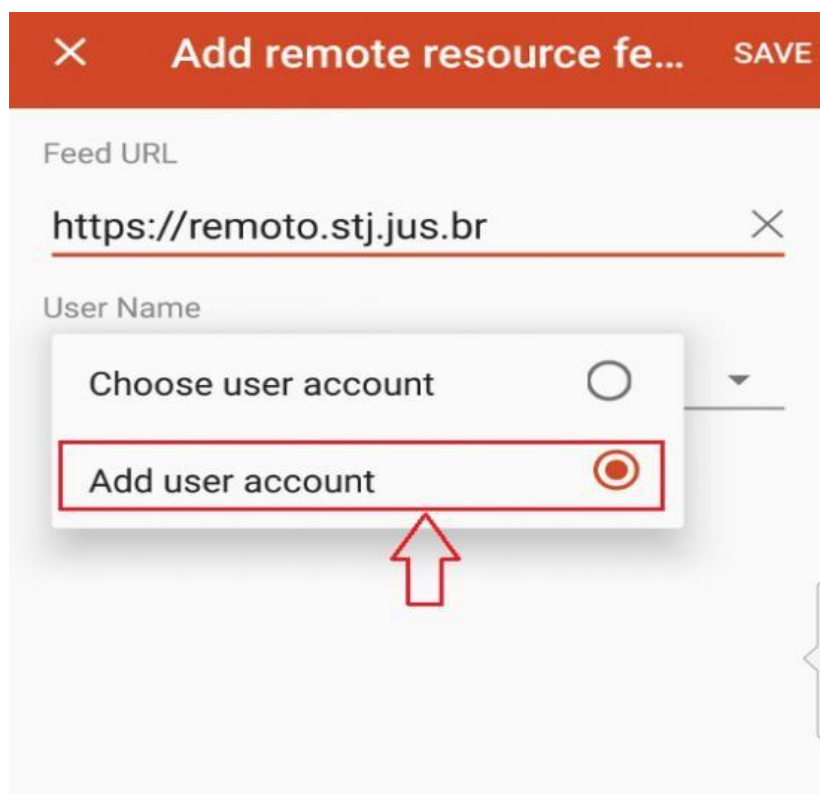 Add remote resource fe... SAVE
Feed URL
https://remoto.stj.jus.br
User Name
Choose user account
Add user account